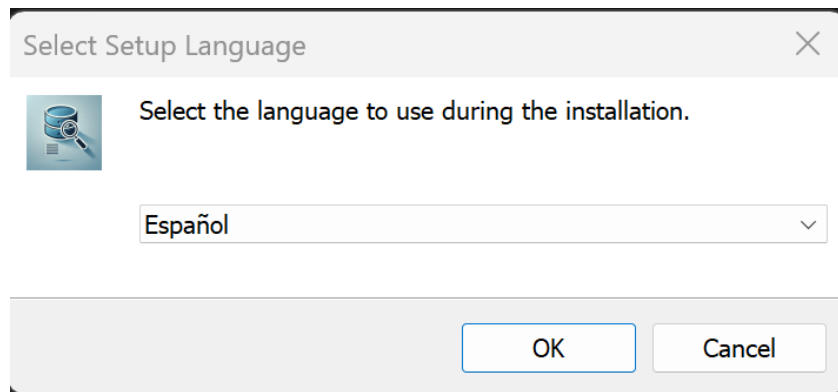 Select Setup Language
Select the language to use during the installation.
Español
OK
Cancel